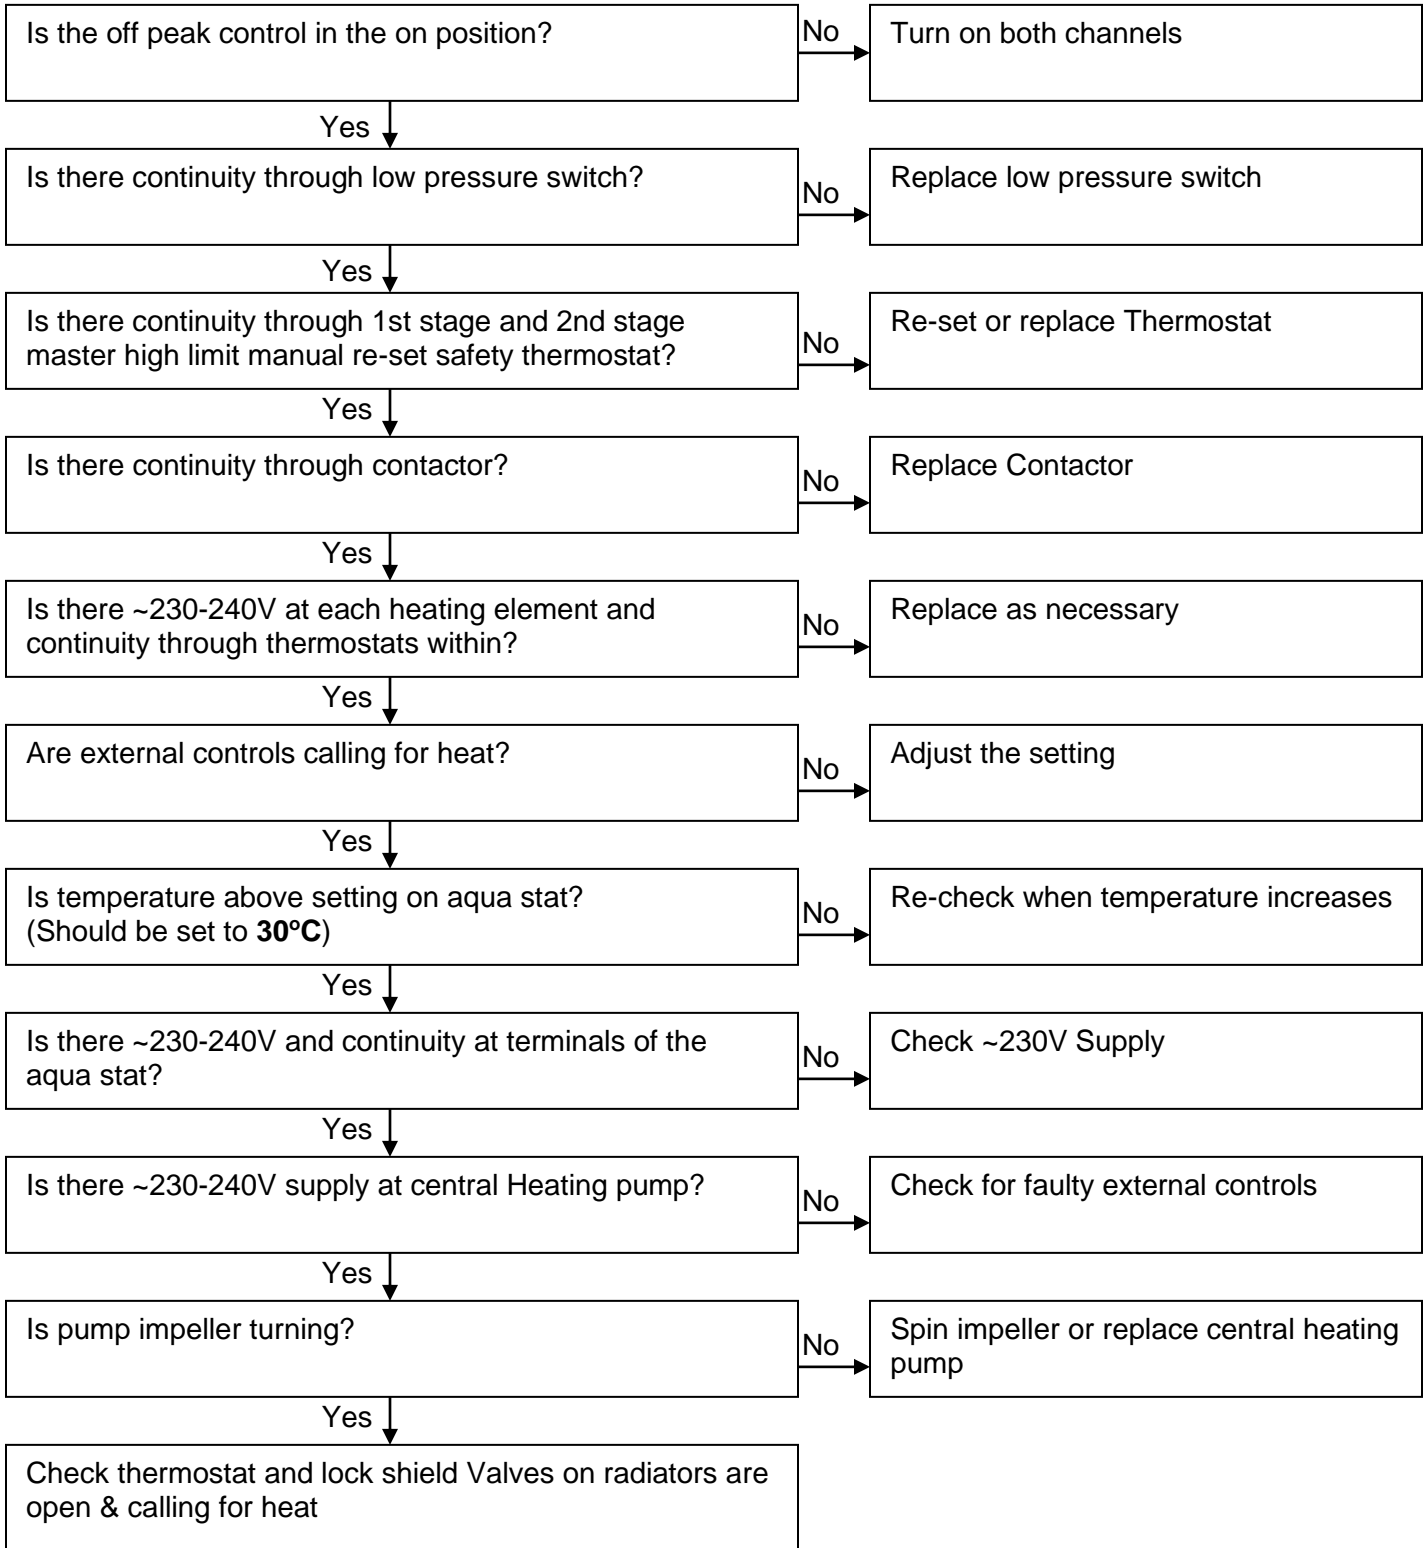 Is the off peak control in the on position?
No
Turn on both channels
Yes
Is there continuity through low pressure switch?
No
Replace low pressure switch
Yes
Is there continuity through 1st stage and 2nd stage
master high limit manual re-set safety thermostat?
No
Re-set or replace Thermostat
Yes
Is there continuity through contactor?
No
Replace Contactor
Yes
Is there ~230-240V at each heating element and
continuity through thermostats within?
No
Replace as necessary
Yes
Are external controls calling for heat?
No
Adjust the setting
Yes
Is temperature above setting on aqua stat?
(Should be set to 30ºC)
No
Re-check when temperature increases
Yes
Is there ~230-240V and continuity at terminals of the
aqua stat?
No
Check ~230V Supply
Yes
Is there ~230-240V supply at central Heating pump?
No
Check for faulty external controls
Yes
Is pump impeller turning?
No
Spin impeller or replace central heating
pump
Yes
Check thermostat and lock shield Valves on radiators are
open & calling for heat